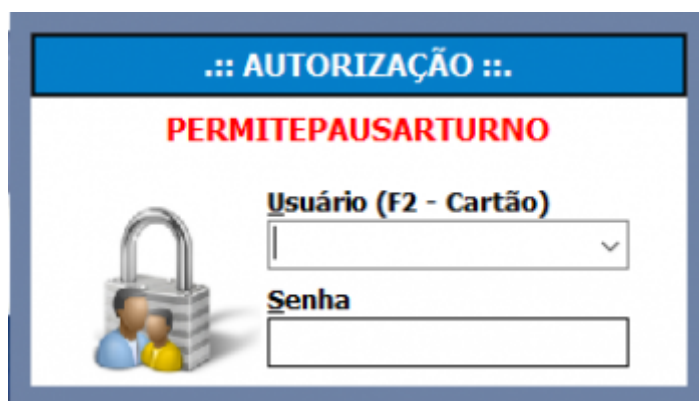 .:: AUTORIZAÇÃO ::.
PERMITEPAUSARTURNO
Usuário (F2 - Cartão)
Senha